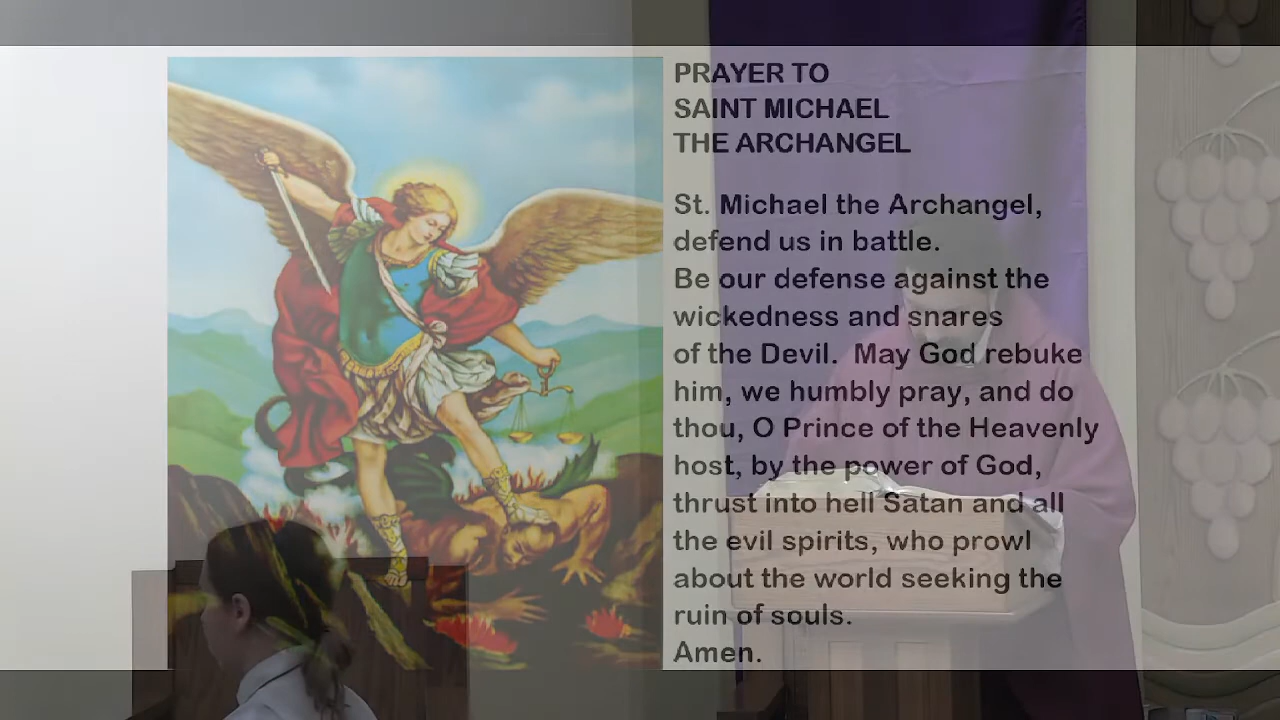 PRAYER TO
SAINT MICHAEL
THE ARCHANGEL
St. Michael the Archangel,
defend us in battle.
Be our defense against the
wickedness and snares
of the Devil.  May God rebuke
him, we humbly pray, and do
thou, O Prince of the Heavenly
host, by the power of God,
thrust into hell Satan and all
the evil spirits, who prowl
about the world seeking the
ruin of souls.
Amen.